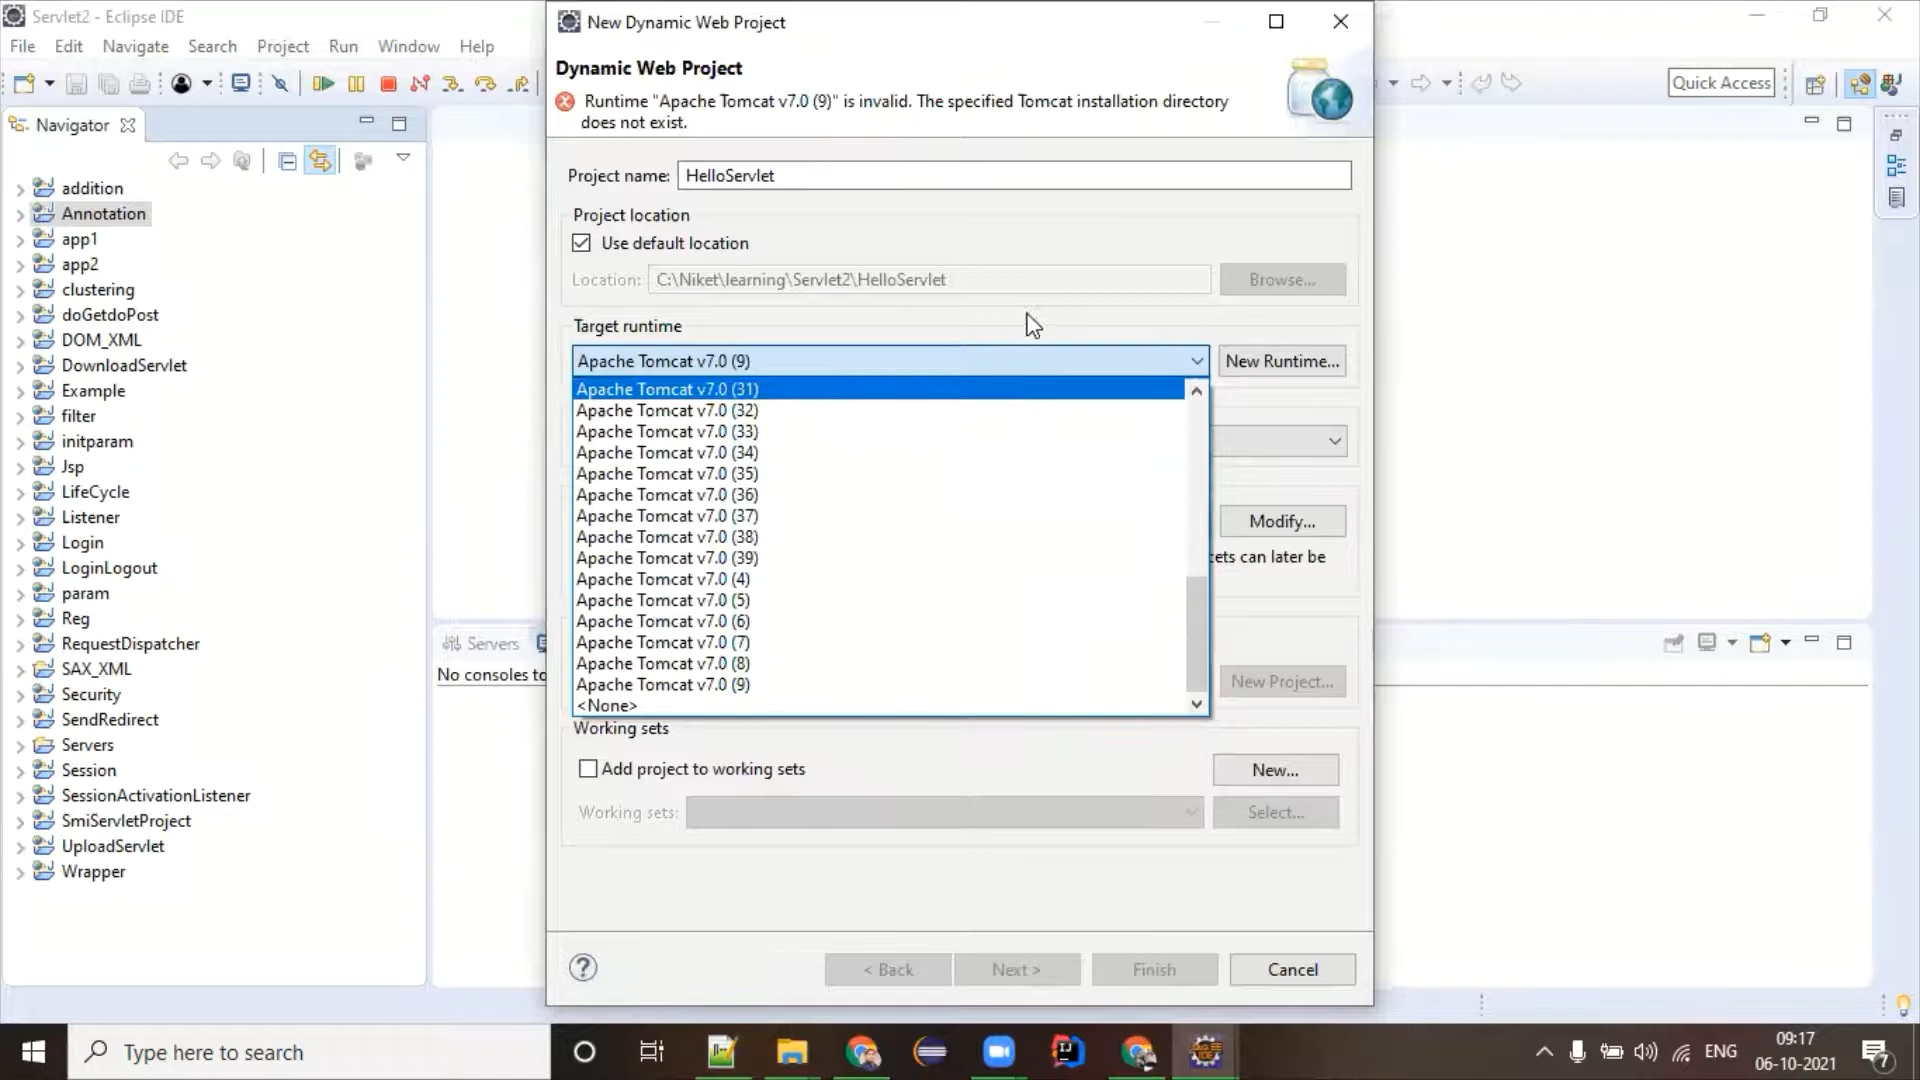 Servlet2 - Eclipse IDE
File Edit Navigate Search Project Run Window Help
Quick Access
Navigator
addition
Annotation
app1
app2
clustering
doGetdoPost
DOM_XML
DownloadServlet
Example
filter
initparam
Jsp
LifeCycle
Listener
Login
LoginLogout
param
Reg
RequestDispatcher
SAX_XML
Security
SendRedirect
Servers
Session
SessionActivationListener
SmiServletProject
UploadServlet
Wrapper
Servers
No consoles to
New Dynamic Web Project
Dynamic Web Project
Runtime "Apache Tomcat v7.0 (9)" is invalid. The specified Tomcat installation directory
does not exist.
Project name: HelloServlet
Project location
Use default location
Location: C:\Niket\learning\Servlet2\HelloServlet Browse...
Target runtime
Apache Tomcat v7.0 (9) New Runtime...
Apache Tomcat v7.0 (31)
Apache Tomcat v7.0 (32)
Apache Tomcat v7.0 (33)
Apache Tomcat v7.0 (34)
Apache Tomcat v7.0 (35)
Apache Tomcat v7.0 (36)
Apache Tomcat v7.0 (37)
Modify...
Apache Tomcat v7.0 (38)
Apache Tomcat v7.0 (39) ets can later be
Apache Tomcat v7.0 (4)
Apache Tomcat v7.0 (5)
Apache Tomcat v7.0 (6)
Apache Tomcat v7.0 (7)
Apache Tomcat v7.0 (8)
Apache Tomcat v7.0 (9) New Project...
<None>
Working sets
Add project to working sets New...
Working sets: Select...
? < Back Next > Finish Cancel
Type here to search
ENG
09:17
06-10-2021
7